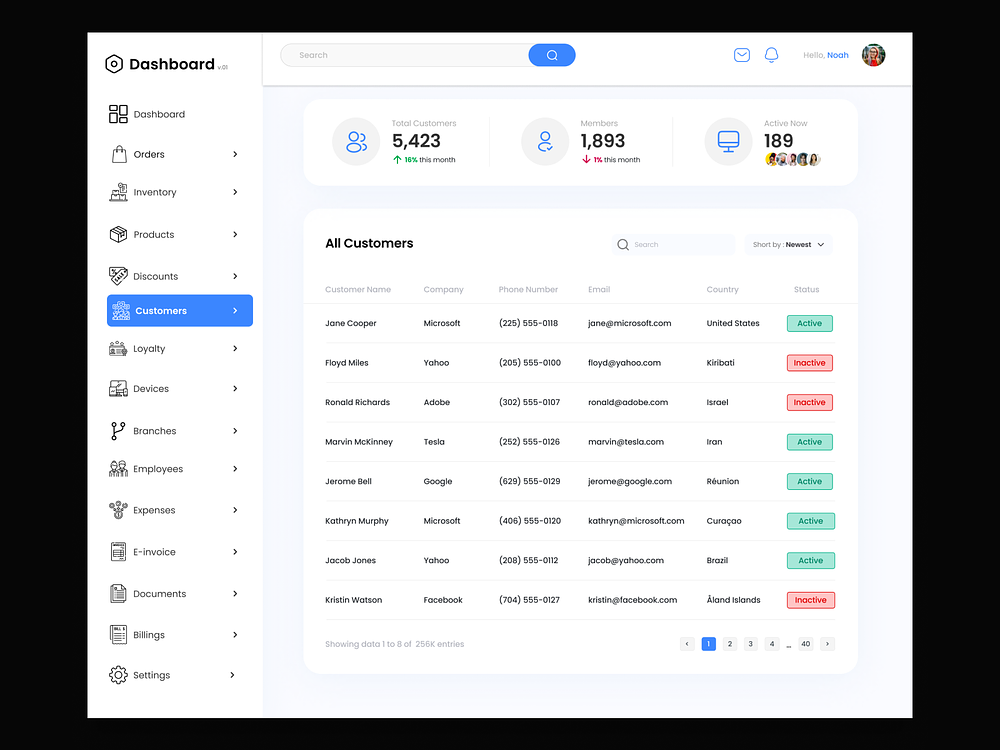 Dashboard v.01
Dashboard
Orders
Inventory
Products
Discounts
Customers
Loyalty
Devices
Branches
Employees
Expenses
E-invoice
Documents
Billings
Settings
Search
Hello, Noah
Total Customers
5,423
16% this month
Members
1,893
1% this month
Active Now
189
All Customers
Search
Short by : Newest
Customer Name Company Phone Number Email Country Status
Jane Cooper Microsoft (225) 555-0118 jane@microsoft.com United States Active
Floyd Miles Yahoo (205) 555-0100 floyd@yahoo.com Kiribati Inactive
Ronald Richards Adobe (302) 555-0107 ronald@adobe.com Israel Inactive
Marvin McKinney Tesla (252) 555-0126 marvin@tesla.com Iran Active
Jerome Bell Google (629) 555-0129 jerome@google.com Réunion Active
Kathryn Murphy Microsoft (406) 555-0120 kathryn@microsoft.com Curaçao Active
Jacob Jones Yahoo (208) 555-0112 jacob@yahoo.com Brazil Active
Kristin Watson Facebook (704) 555-0127 kristin@facebook.com Åland Islands Inactive
Showing data 1 to 8 of 256K entries
< 1 2 3 4 ... 40 >